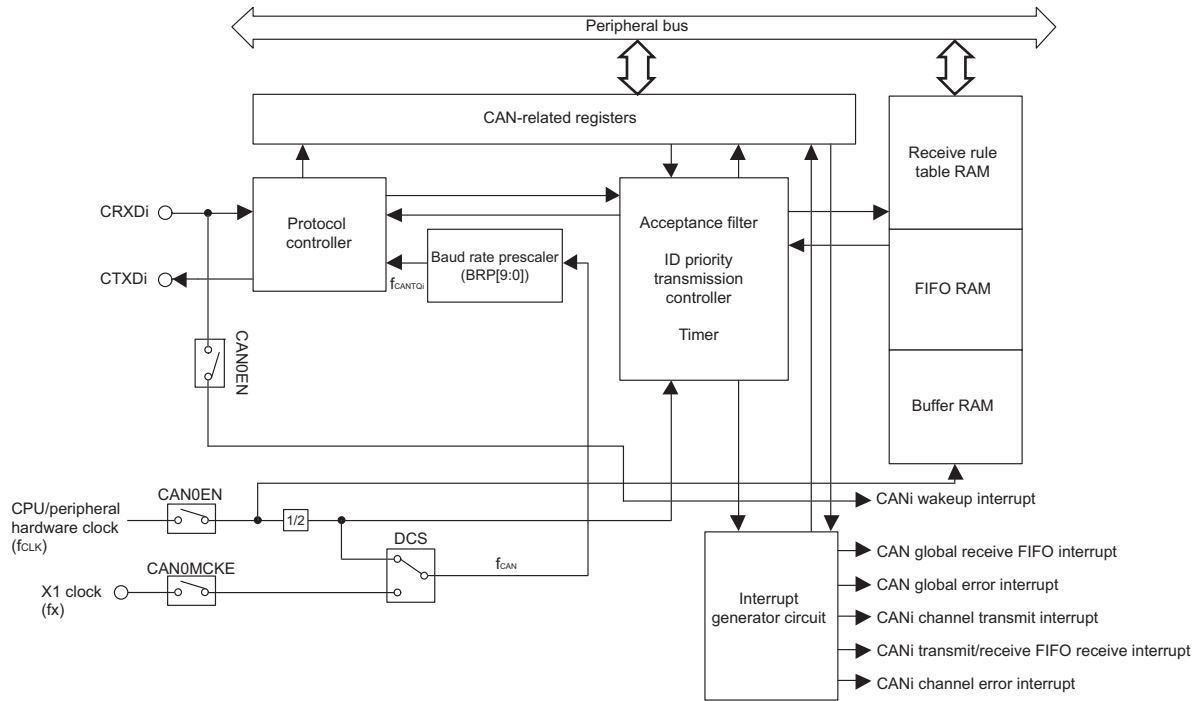 Peripheral bus
CAN-related registers
Receive rule
table RAM
FIFO RAM
Buffer RAM
CRXDi
CTXDi
Protocol
controller
Baud rate prescaler
(BRP[9:0])
fCANTQi
Acceptance filter
ID priority
transmission
controller
Timer
CAN0EN
CPU/peripheral
hardware clock
(fCLK)
CAN0EN
1/2
DCS
fCAN
X1 clock
(fx)
CAN0MCKE
Interrupt
generator circuit
CANi wakeup interrupt
CAN global receive FIFO interrupt
CAN global error interrupt
CANi channel transmit interrupt
CANi transmit/receive FIFO receive interrupt
CANi channel error interrupt